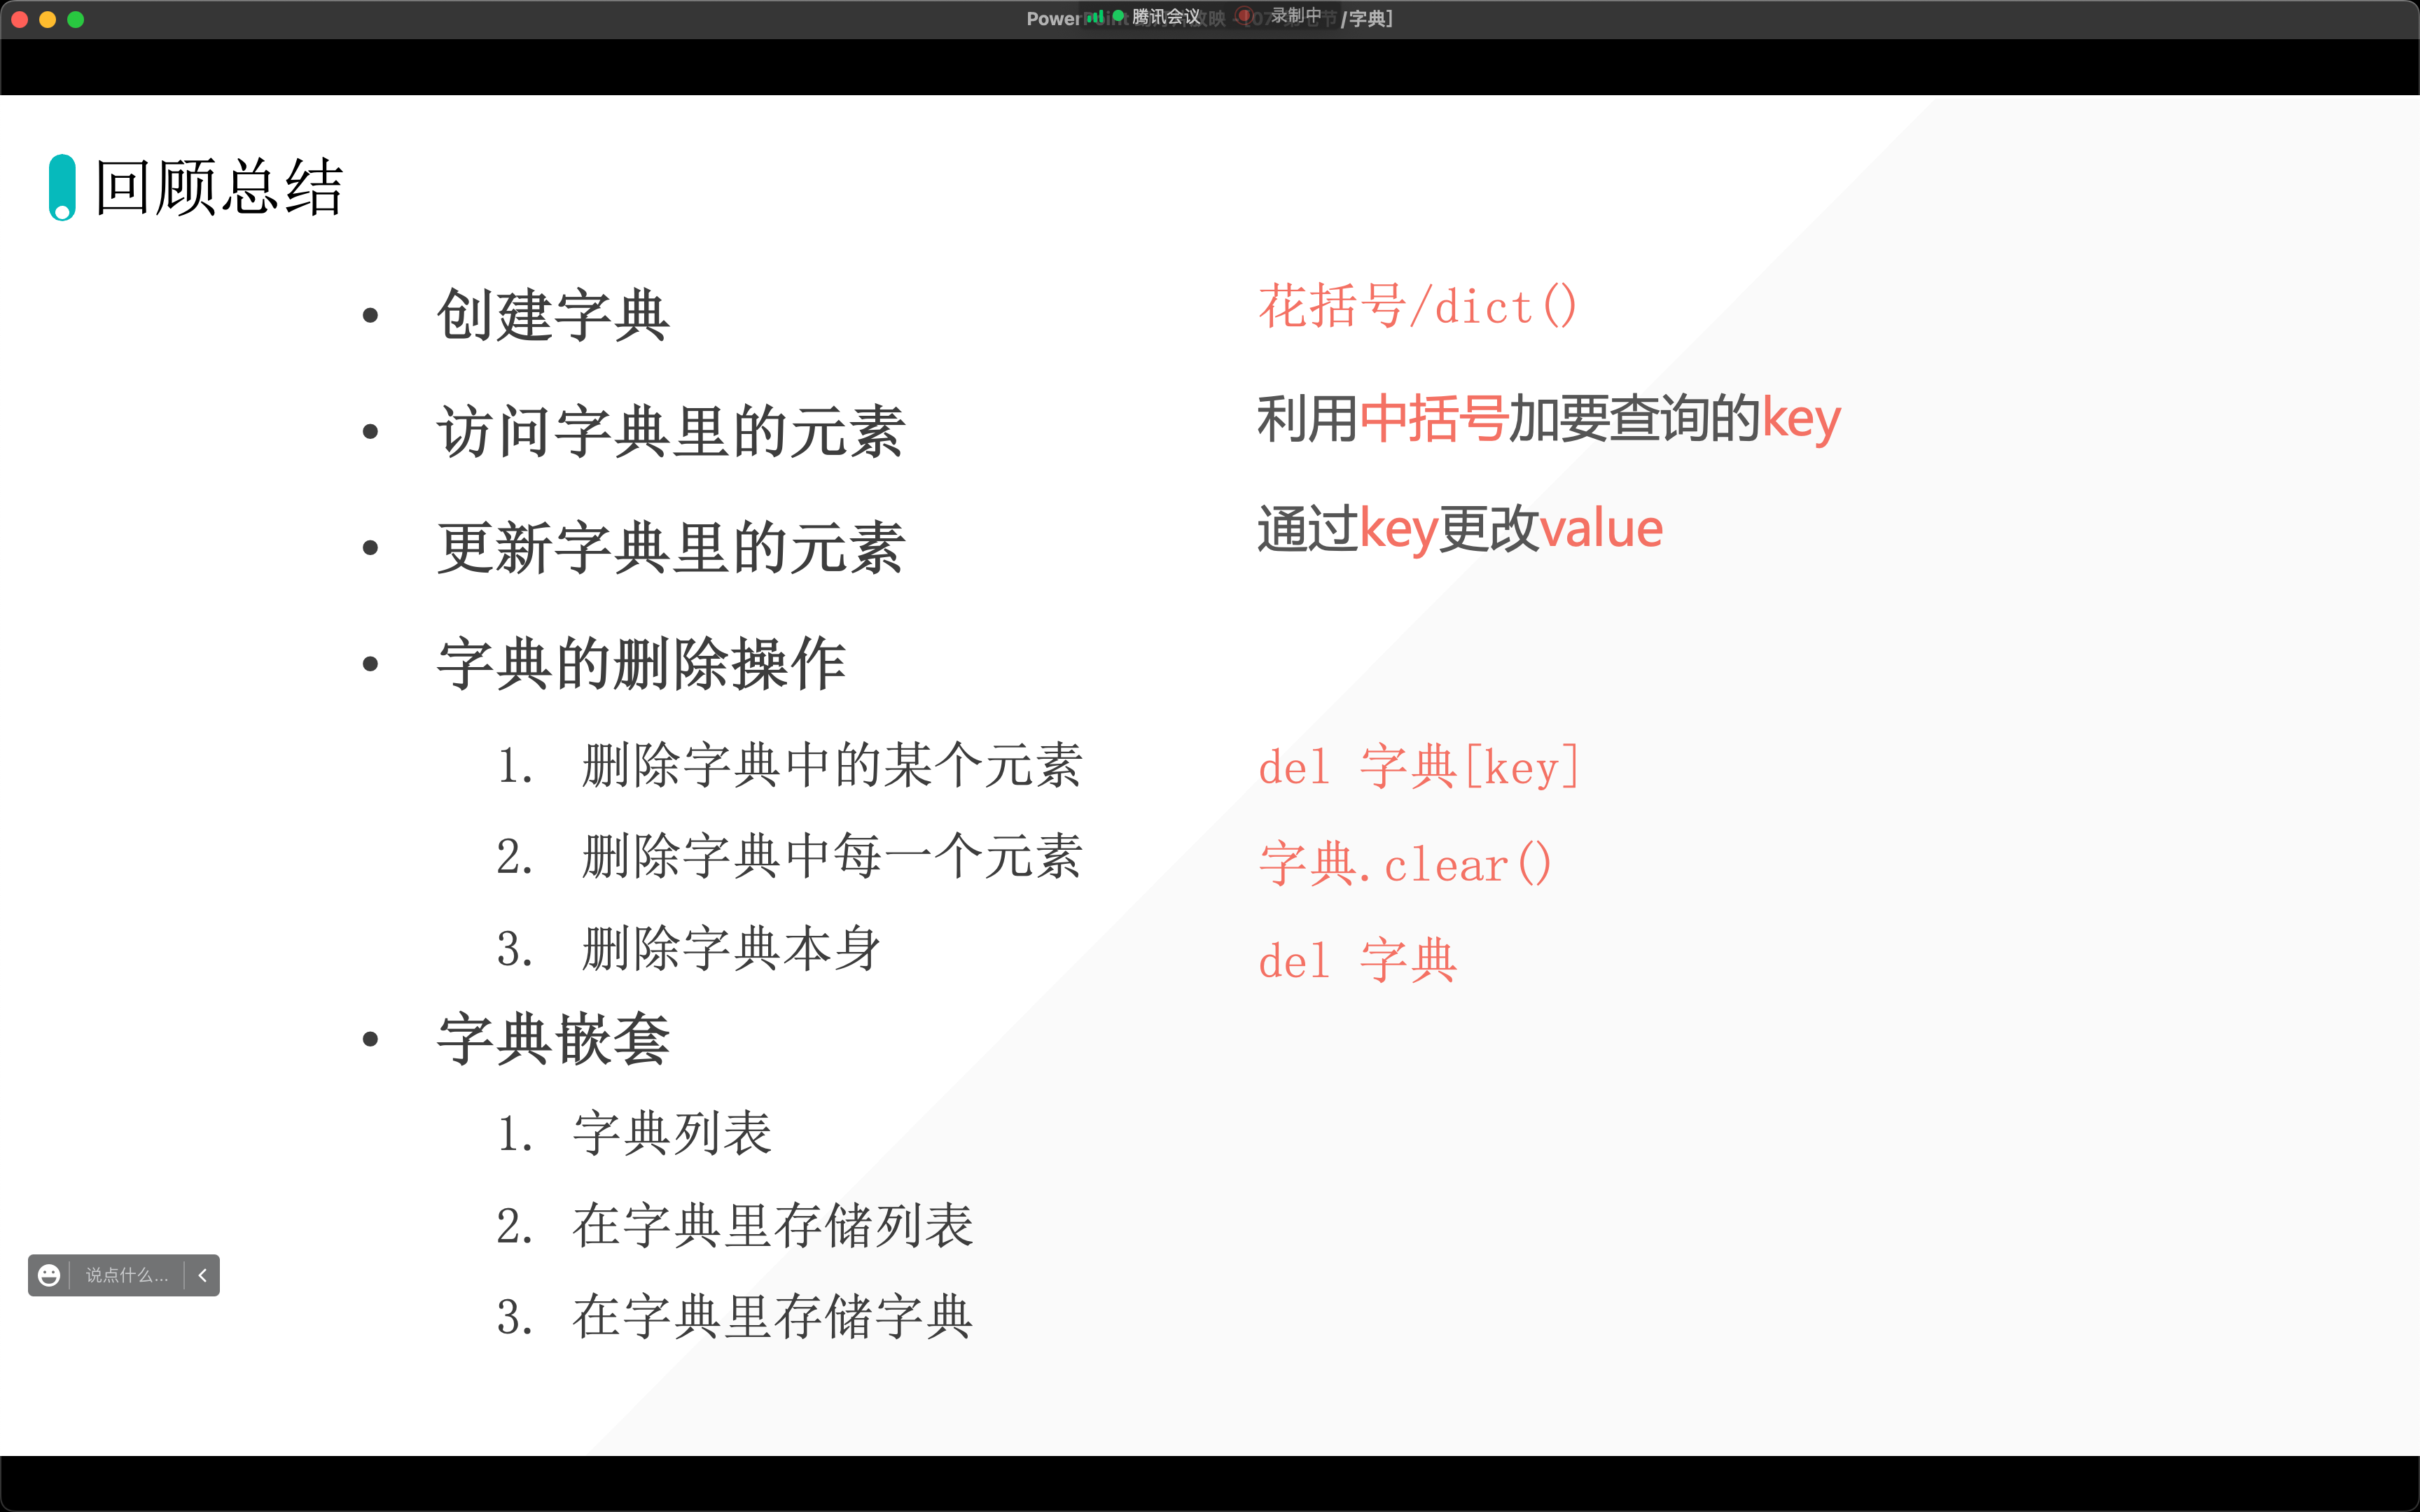 腾讯会议 录制中
/字典]
回顾总结
• 创建字典 花括号/dict()
• 访问字典里的元素 利用中括号加要查询的key
• 更新字典里的元素 通过key更改value
• 字典的删除操作
1. 删除字典中的某个元素 del 字典[key]
2. 删除字典中每一个元素 字典.clear()
3. 删除字典本身 del 字典
• 字典嵌套
1. 字典列表
2. 在字典里存储列表
3. 在字典里存储字典
说点什么...